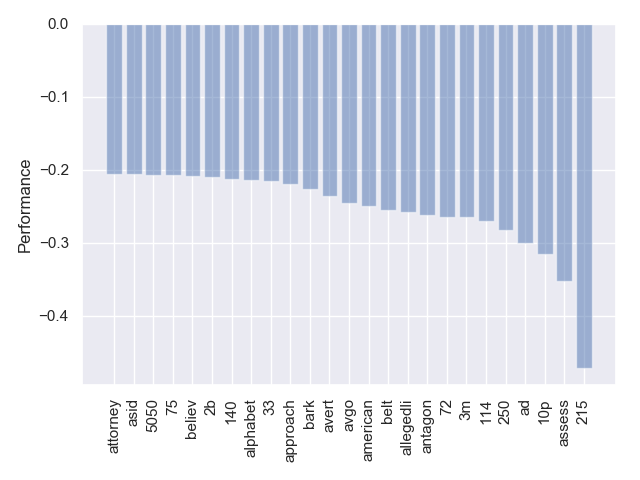 0.0
−0.1
−0.2
−0.3
−0.4
Performance
attorney
asid
5050
75
believ
2b
140
alphabet
33
approach
bark
avert
avgo
american
belt
allegedli
antagon
72
3m
114
250
ad
10p
assess
215